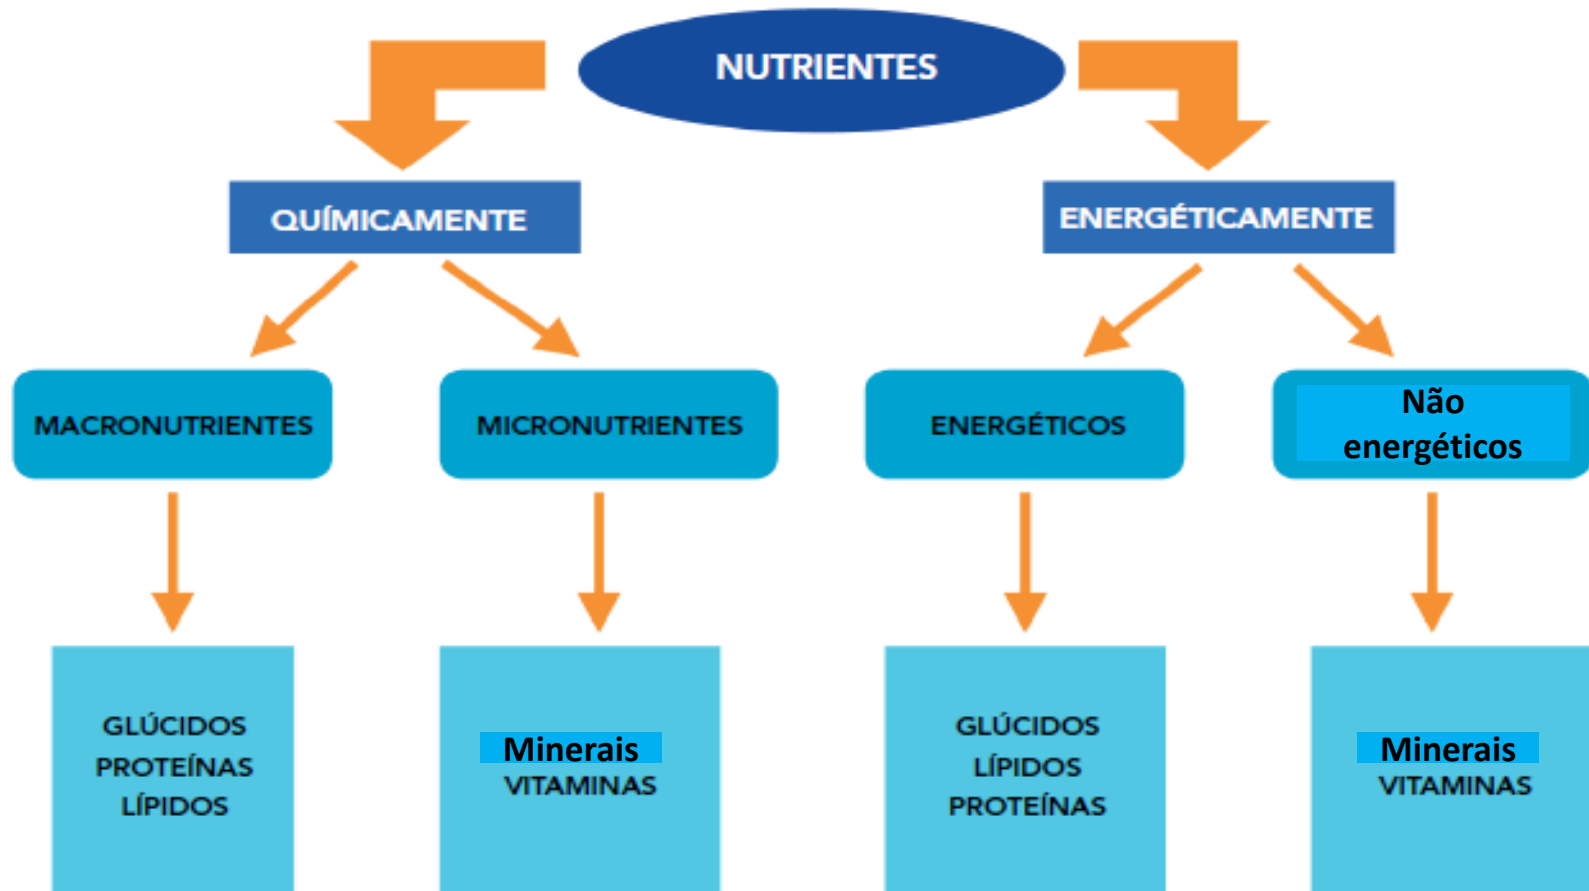 NUTRIENTES
QUÍMICAMENTE
ENERGÉTICAMENTE
MACRONUTRIENTES
MICRONUTRIENTES
ENERGÉTICOS
Não
energéticos
GLÚCIDOS
PROTEÍNAS
LÍPIDOS
Minerais
VITAMINAS
GLÚCIDOS
LÍPIDOS
PROTEÍNAS
Minerais
VITAMINAS